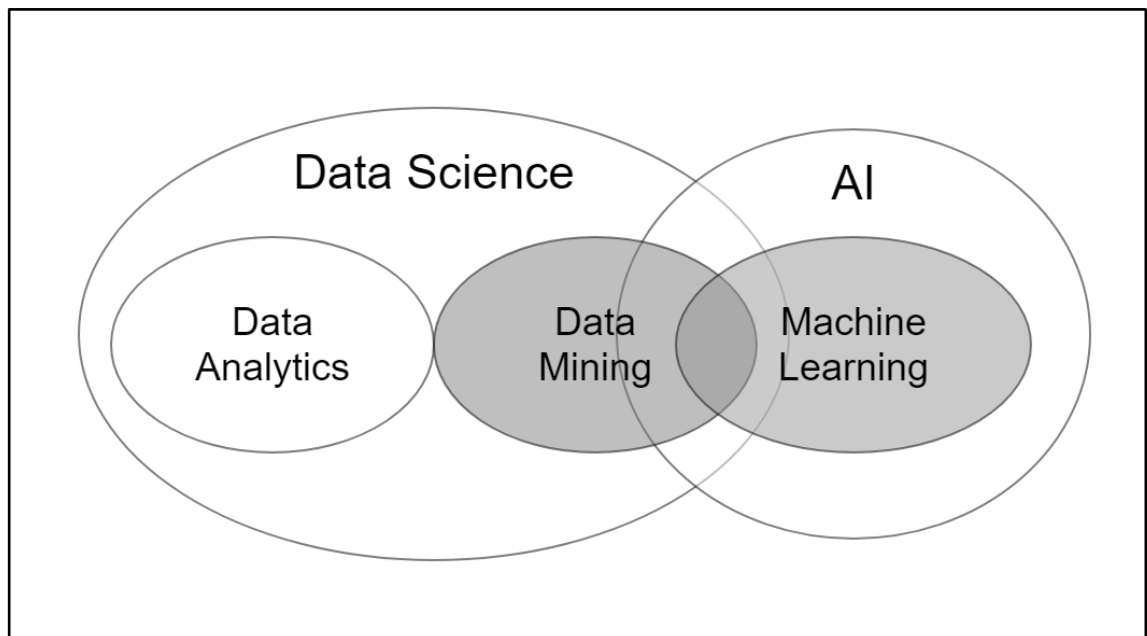 Data Science
AI
Data
Analytics
Data
Mining
Machine
Learning